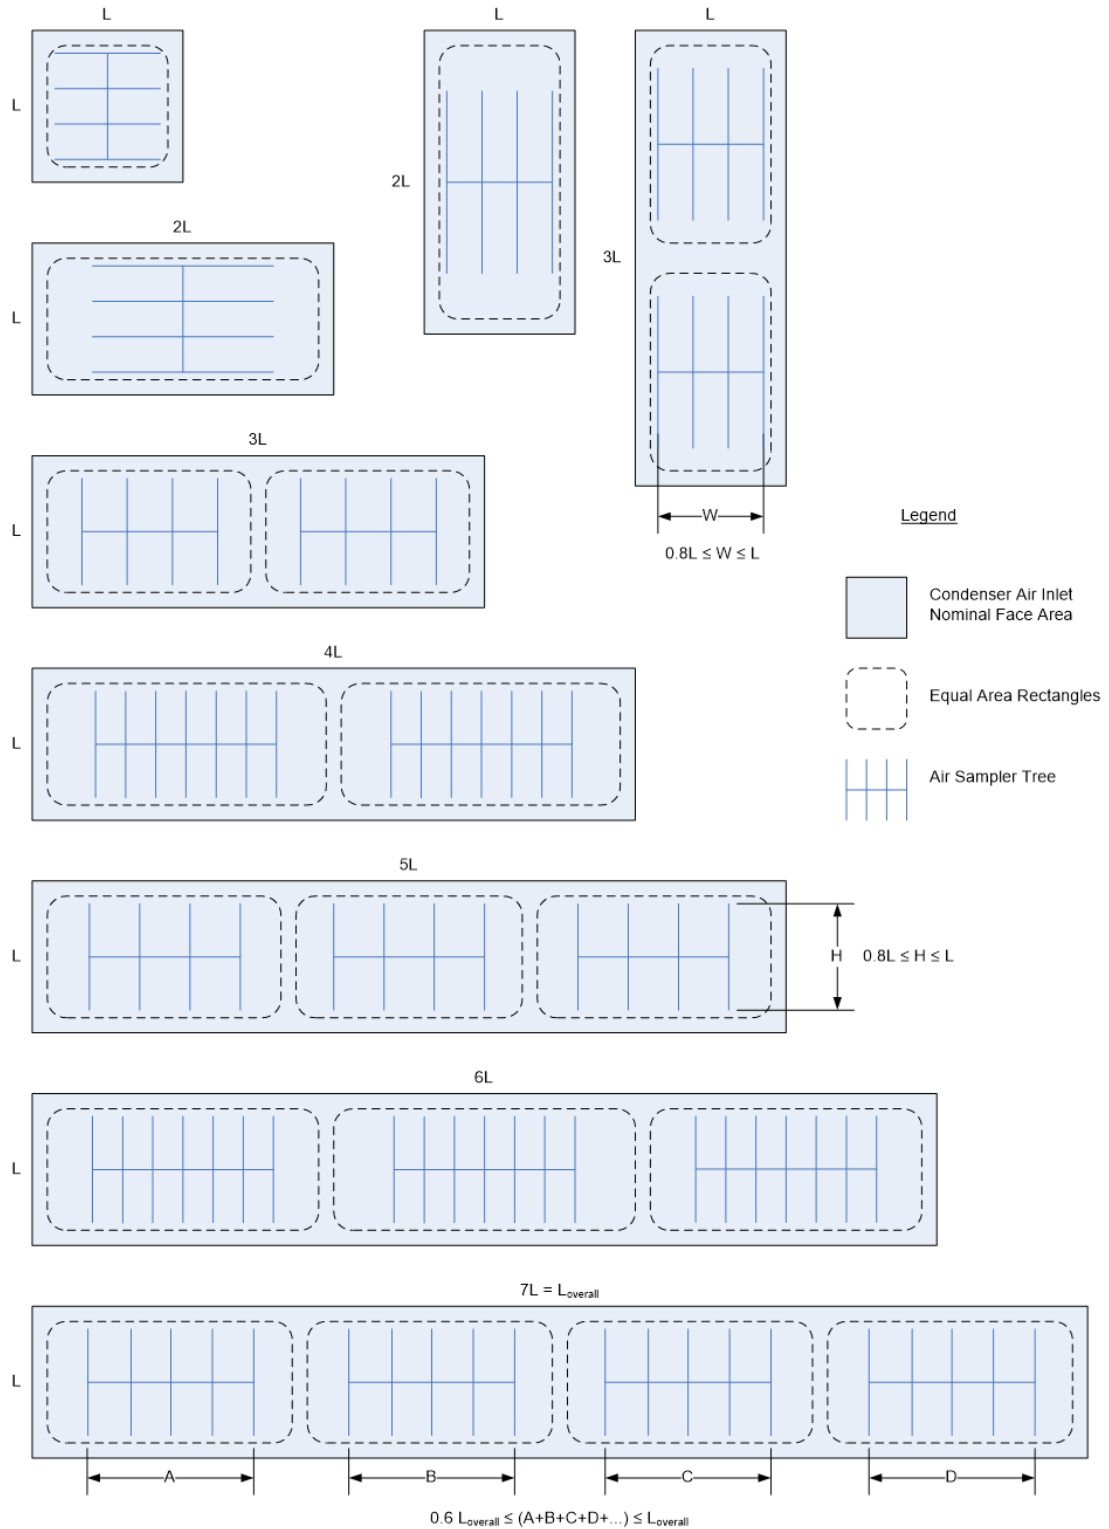 L
L
L
L
2L
3L
2L
L
3L
L
W
0.8L ≤ W ≤ L
Legend
Condenser Air Inlet
Nominal Face Area
Equal Area Rectangles
Air Sampler Tree
4L
L
5L
L
H
0.8L ≤ H ≤ L
6L
L
7L = Loverall
L
A
B
C
D
0.6 Loverall ≤ (A+B+C+D+...) ≤ Loverall